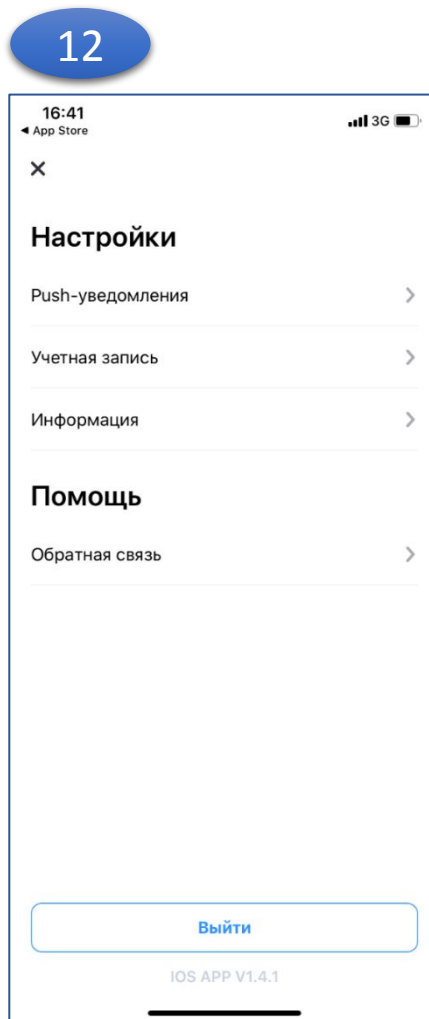 12
16:41
◀ App Store
3G
Настройки
Push-уведомления
Учетная запись
Информация
Помощь
Обратная связь
Выйти
IOS APP V1.4.1